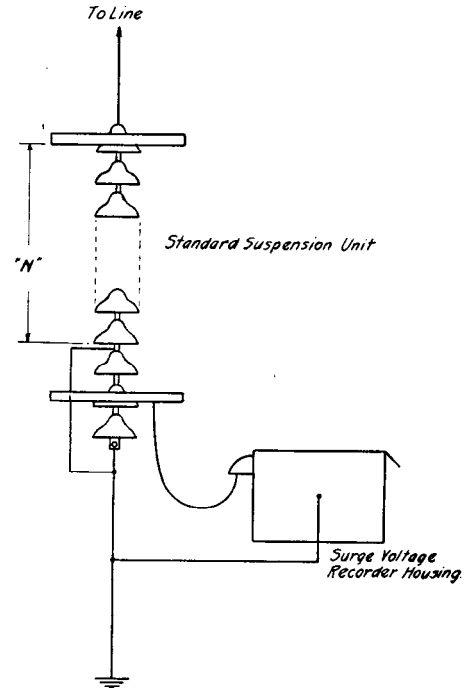 To Line
Standard Suspension Unit
"N"
Surge Voltage
Recorder Housing.